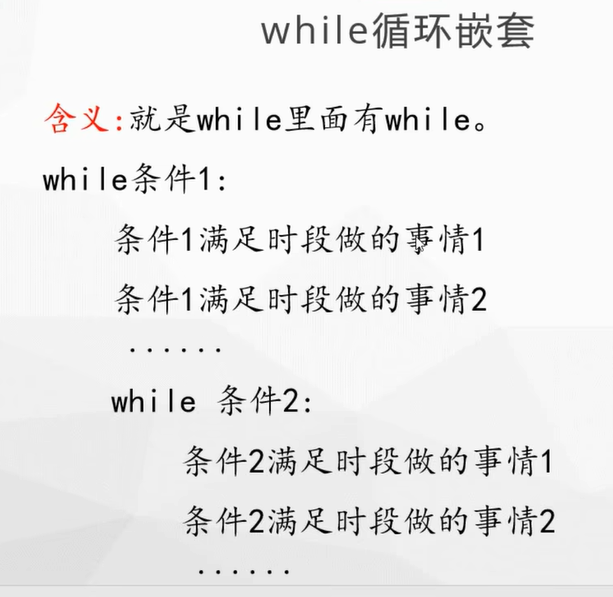 while循环嵌套
含义:就是while里面有while。
while条件1:
条件1满足时段做的事情1
条件1满足时段做的事情2
······
while 条件2:
条件2满足时段做的事情1
条件2满足时段做的事情2
······